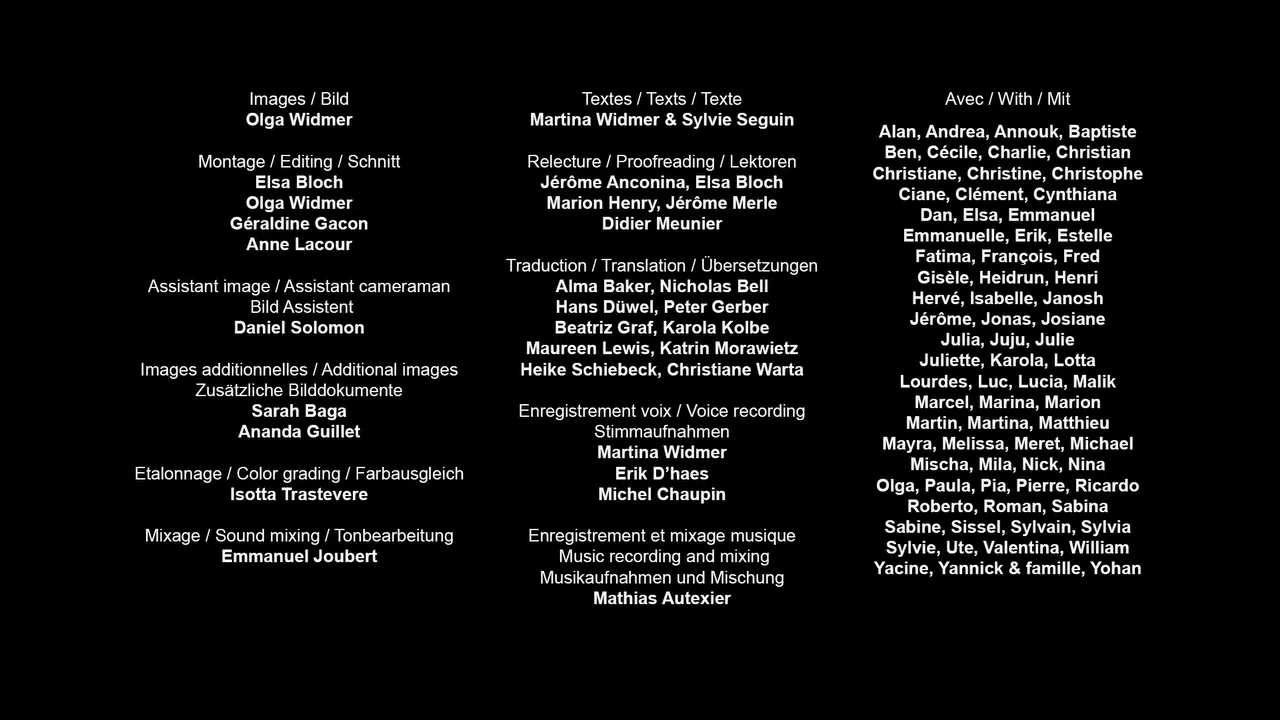 Images / Bild
Olga Widmer
Montage / Editing / Schnitt
Elsa Bloch
Olga Widmer
Géraldine Gacon
Anne Lacour
Assistant image / Assistant cameraman
Bild Assistent
Daniel Solomon
Images additionnelles / Additional images
Zusätzliche Bilddokumente
Sarah Baga
Ananda Guillet
Etalonnage / Color grading / Farbausgleich
Isotta Trastevere
Mixage / Sound mixing / Tonbearbeitung
Emmanuel Joubert
Textes / Texts / Texte
Martina Widmer & Sylvie Seguin
Relecture / Proofreading / Lektoren
Jérôme Anconina, Elsa Bloch
Marion Henry, Jérôme Merle
Didier Meunier
Traduction / Translation / Übersetzungen
Alma Baker, Nicholas Bell
Hans Düwel, Peter Gerber
Beatriz Graf, Karola Kolbe
Maureen Lewis, Katrin Morawietz
Heike Schiebeck, Christiane Warta
Enregistrement voix / Voice recording
Stimmaufnahmen
Martina Widmer
Erik D’haes
Michel Chaupin
Enregistrement et mixage musique
Music recording and mixing
Musikaufnahmen und Mischung
Mathias Autexier
Avec / With / Mit
Alan, Andrea, Annouk, Baptiste
Ben, Cécile, Charlie, Christian
Christiane, Christine, Christophe
Ciane, Clément, Cynthiana
Dan, Elsa, Emmanuel
Emmanuelle, Erik, Estelle
Fatima, François, Fred
Gisèle, Heidrun, Henri
Hervé, Isabelle, Janosh
Jérôme, Jonas, Josiane
Julia, Juju, Julie
Juliette, Karola, Lotta
Lourdes, Luc, Lucia, Malik
Marcel, Marina, Marion
Martin, Martina, Matthieu
Mayra, Melissa, Meret, Michael
Mischa, Mila, Nick, Nina
Olga, Paula, Pia, Pierre, Ricardo
Roberto, Roman, Sabina
Sabine, Sissel, Sylvain, Sylvia
Sylvie, Ute, Valentina, William
Yacine, Yannick & famille, Yohan